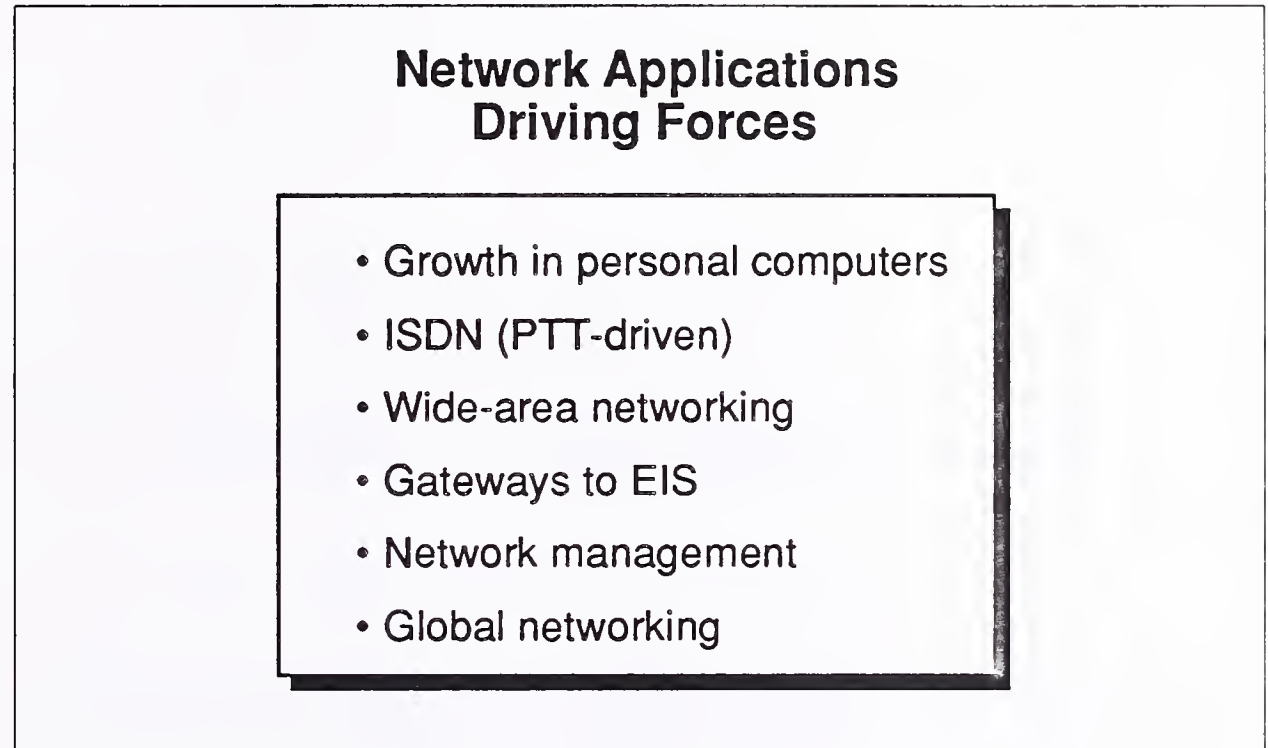 Network Applications
Driving Forces
• Growth in personal computers
• ISDN (PTT-driven)
• Wide-area networking
• Gateways to EIS
• Network management
• Global networking